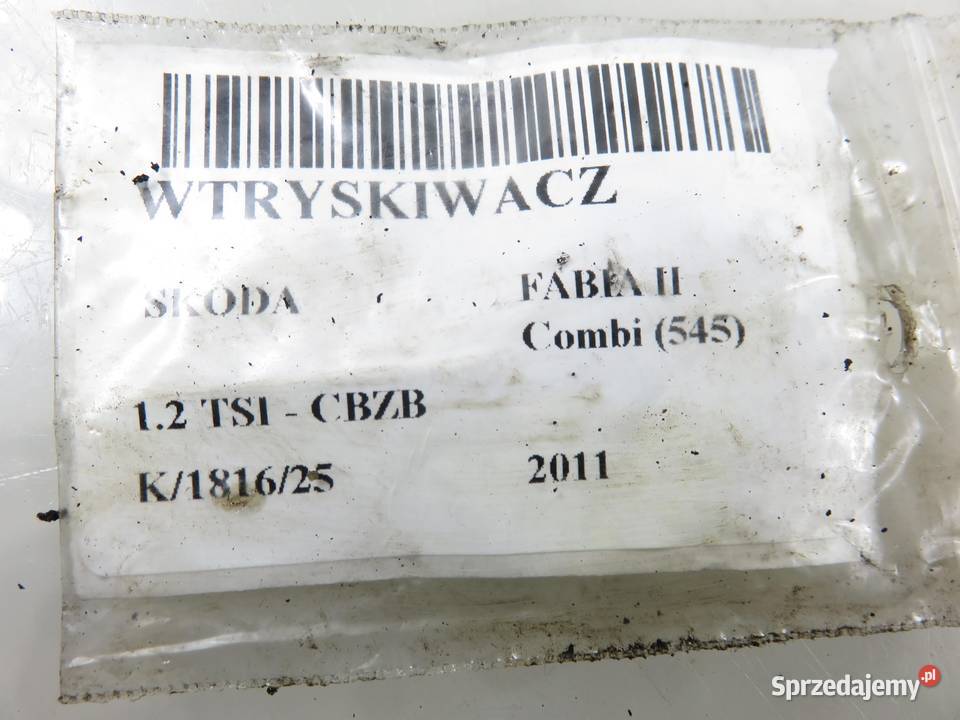 WTRYSKIWACZ
SKODA
FABIA II
Combi (545)
1.2 TSI - CBZB
K/1816/25
2011
Sprzedajemy.pl